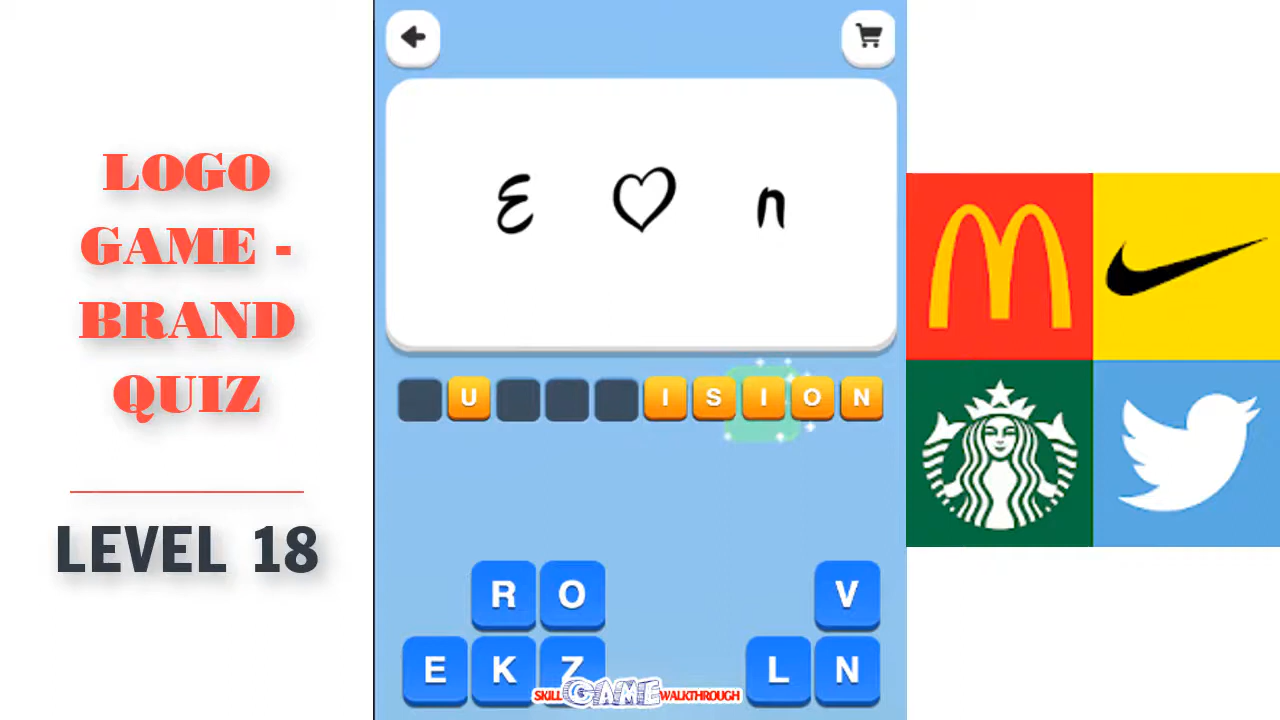 LOGO
GAME -
BRAND
QUIZ
LEVEL 18
ε ♡ n
U I S I O N
R O V
E K Z L N
SKILL GAME WALKTHROUGH